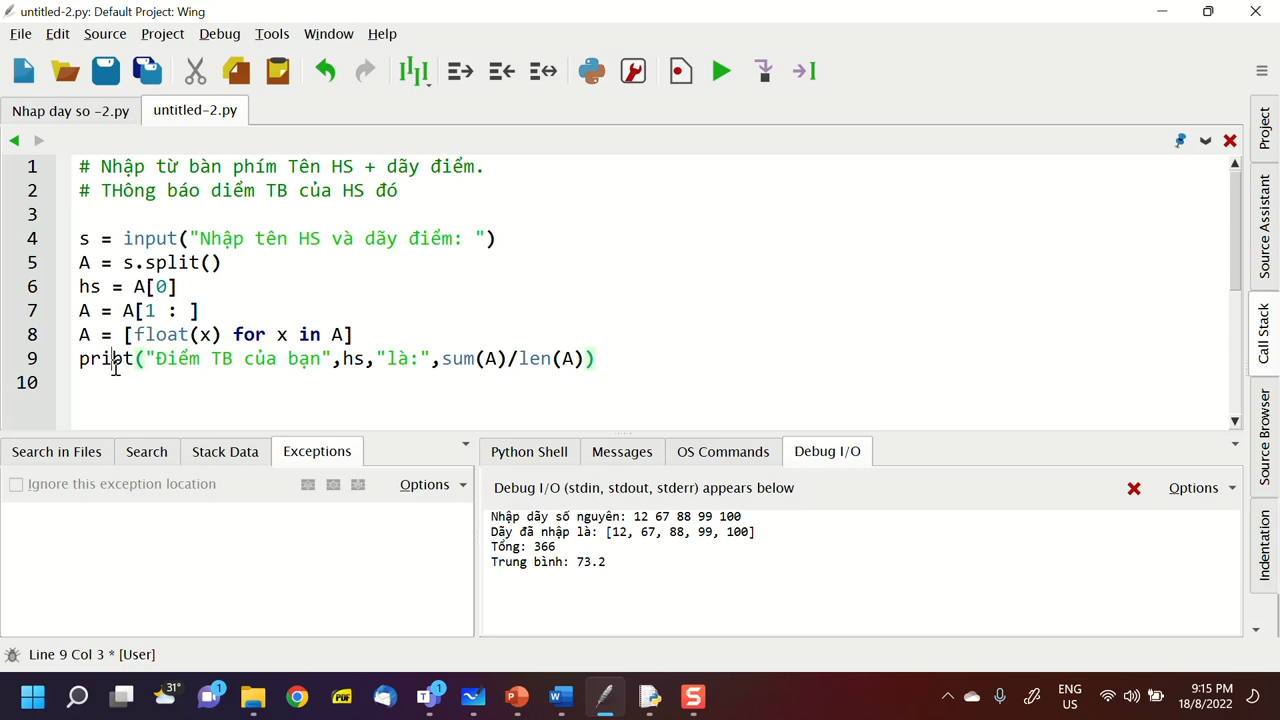 untitled-2.py: Default Project: Wing
File Edit Source Project Debug Tools Window Help
Nhap day so -2.py untitled-2.py
1 # Nhập từ bàn phím Tên HS + dãy điểm.
2 # THông báo diểm TB của HS đó
3
4 s = input("Nhập tên HS và dãy điểm: ")
5 A = s.split()
6 hs = A[0]
7 A = A[1 : ]
8 A = [float(x) for x in A]
9 print("Điểm TB của bạn",hs,"là:",sum(A)/len(A))
10
Project
Source Assistant
Call Stack
Source Browser
Indentation
Search in Files Search Stack Data Exceptions
Ignore this exception location Options
Python Shell Messages OS Commands Debug I/O
Debug I/O (stdin, stdout, stderr) appears below Options
Nhập dãy số nguyên: 12 67 88 99 100
Dãy đã nhập là: [12, 67, 88, 99, 100]
Tổng: 366
Trung bình: 73.2
Line 9 Col 3 * [User]
31°
1
PDF
1
ENG
US
9:15 PM
18/8/2022